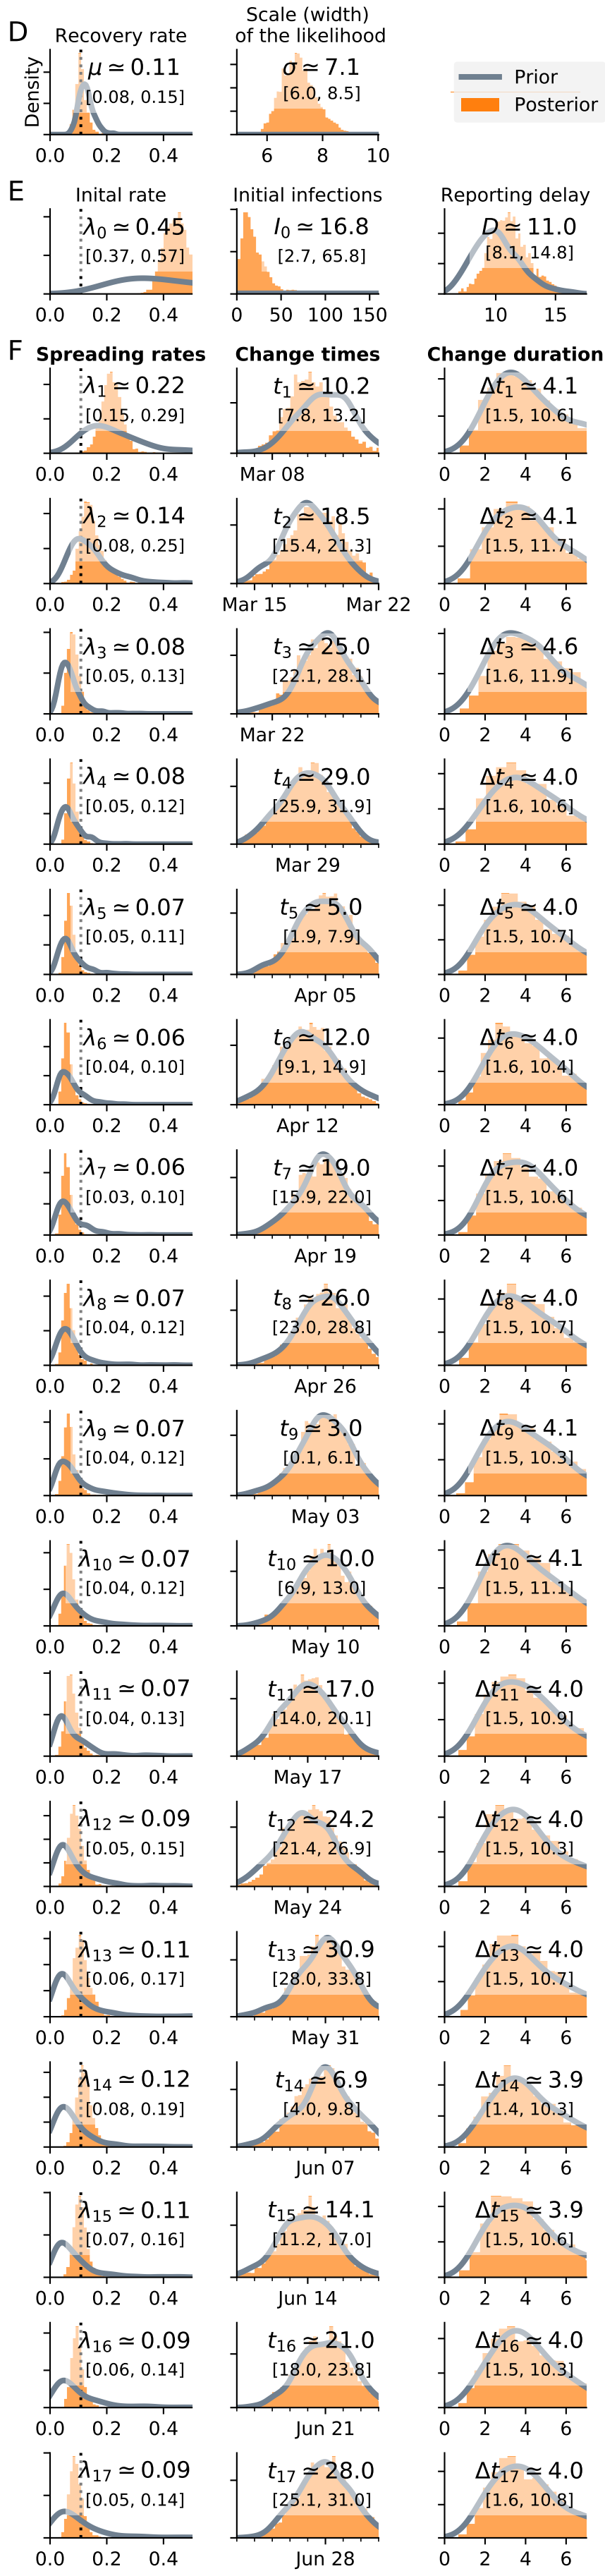 D
Recovery rate
Scale (width)
of the likelihood
Density
μ ≃ 0.11
[0.08, 0.15]
σ ≃ 7.1
[6.0, 8.5]
Prior
Posterior
0.0 0.2 0.4
6 8 10
E
Inital rate
Initial infections
Reporting delay
λ0 ≃ 0.45
[0.37, 0.57]
I0 ≃ 16.8
[2.7, 65.8]
D ≃ 11.0
[8.1, 14.8]
0.0 0.2 0.4
0 50 100 150
10 15
F
Spreading rates
Change times
Change duration
λ1 ≃ 0.22
[0.15, 0.29]
t1 ≃ 10.2
[7.8, 13.2]
Δt1 ≃ 4.1
[1.5, 10.6]
0.0 0.2 0.4
Mar 08
0 2 4 6
λ2 ≃ 0.14
[0.08, 0.25]
t2 ≃ 18.5
[15.4, 21.3]
Δt2 ≃ 4.1
[1.5, 11.7]
0.0 0.2 0.4
Mar 15 Mar 22
0 2 4 6
λ3 ≃ 0.08
[0.05, 0.13]
t3 ≃ 25.0
[22.1, 28.1]
Δt3 ≃ 4.6
[1.6, 11.9]
0.0 0.2 0.4
Mar 22
0 2 4 6
λ4 ≃ 0.08
[0.05, 0.12]
t4 ≃ 29.0
[25.9, 31.9]
Δt4 ≃ 4.0
[1.6, 10.6]
0.0 0.2 0.4
Mar 29
0 2 4 6
λ5 ≃ 0.07
[0.05, 0.11]
t5 ≃ 5.0
[1.9, 7.9]
Δt5 ≃ 4.0
[1.5, 10.7]
0.0 0.2 0.4
Apr 05
0 2 4 6
λ6 ≃ 0.06
[0.04, 0.10]
t6 ≃ 12.0
[9.1, 14.9]
Δt6 ≃ 4.0
[1.6, 10.4]
0.0 0.2 0.4
Apr 12
0 2 4 6
λ7 ≃ 0.06
[0.03, 0.10]
t7 ≃ 19.0
[15.9, 22.0]
Δt7 ≃ 4.0
[1.5, 10.6]
0.0 0.2 0.4
Apr 19
0 2 4 6
λ8 ≃ 0.07
[0.04, 0.12]
t8 ≃ 26.0
[23.0, 28.8]
Δt8 ≃ 4.0
[1.5, 10.7]
0.0 0.2 0.4
Apr 26
0 2 4 6
λ9 ≃ 0.07
[0.04, 0.12]
t9 ≃ 3.0
[0.1, 6.1]
Δt9 ≃ 4.1
[1.5, 10.3]
0.0 0.2 0.4
May 03
0 2 4 6
λ10 ≃ 0.07
[0.04, 0.12]
t10 ≃ 10.0
[6.9, 13.0]
Δt10 ≃ 4.1
[1.5, 11.1]
0.0 0.2 0.4
May 10
0 2 4 6
λ11 ≃ 0.07
[0.04, 0.13]
t11 ≃ 17.0
[14.0, 20.1]
Δt11 ≃ 4.0
[1.5, 10.9]
0.0 0.2 0.4
May 17
0 2 4 6
λ12 ≃ 0.09
[0.05, 0.15]
t12 ≃ 24.2
[21.4, 26.9]
Δt12 ≃ 4.0
[1.5, 10.3]
0.0 0.2 0.4
May 24
0 2 4 6
λ13 ≃ 0.11
[0.06, 0.17]
t13 ≃ 30.9
[28.0, 33.8]
Δt13 ≃ 4.0
[1.5, 10.7]
0.0 0.2 0.4
May 31
0 2 4 6
λ14 ≃ 0.12
[0.08, 0.19]
t14 ≃ 6.9
[4.0, 9.8]
Δt14 ≃ 3.9
[1.4, 10.3]
0.0 0.2 0.4
Jun 07
0 2 4 6
λ15 ≃ 0.11
[0.07, 0.16]
t15 ≃ 14.1
[11.2, 17.0]
Δt15 ≃ 3.9
[1.5, 10.6]
0.0 0.2 0.4
Jun 14
0 2 4 6
λ16 ≃ 0.09
[0.06, 0.14]
t16 ≃ 21.0
[18.0, 23.8]
Δt16 ≃ 4.0
[1.5, 10.3]
0.0 0.2 0.4
Jun 21
0 2 4 6
λ17 ≃ 0.09
[0.05, 0.14]
t17 ≃ 28.0
[25.1, 31.0]
Δt17 ≃ 4.0
[1.6, 10.8]
0.0 0.2 0.4
Jun 28
0 2 4 6